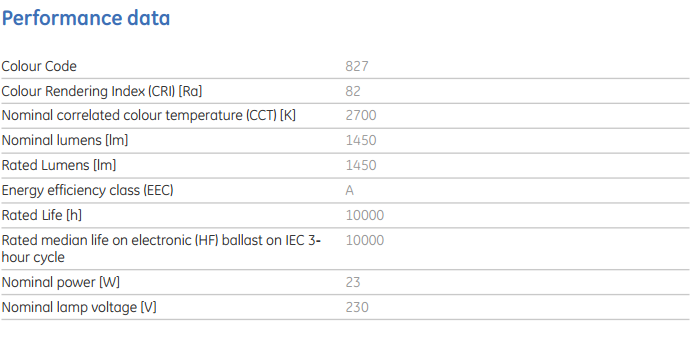 Performance data
Colour Code 827
Colour Rendering Index (CRI) [Ra] 82
Nominal correlated colour temperature (CCT) [K] 2700
Nominal lumens [lm] 1450
Rated Lumens [lm] 1450
Energy efficiency class (EEC) A
Rated Life [h] 10000
Rated median life on electronic (HF) ballast on IEC 3- 10000
hour cycle
Nominal power [W] 23
Nominal lamp voltage [V] 230